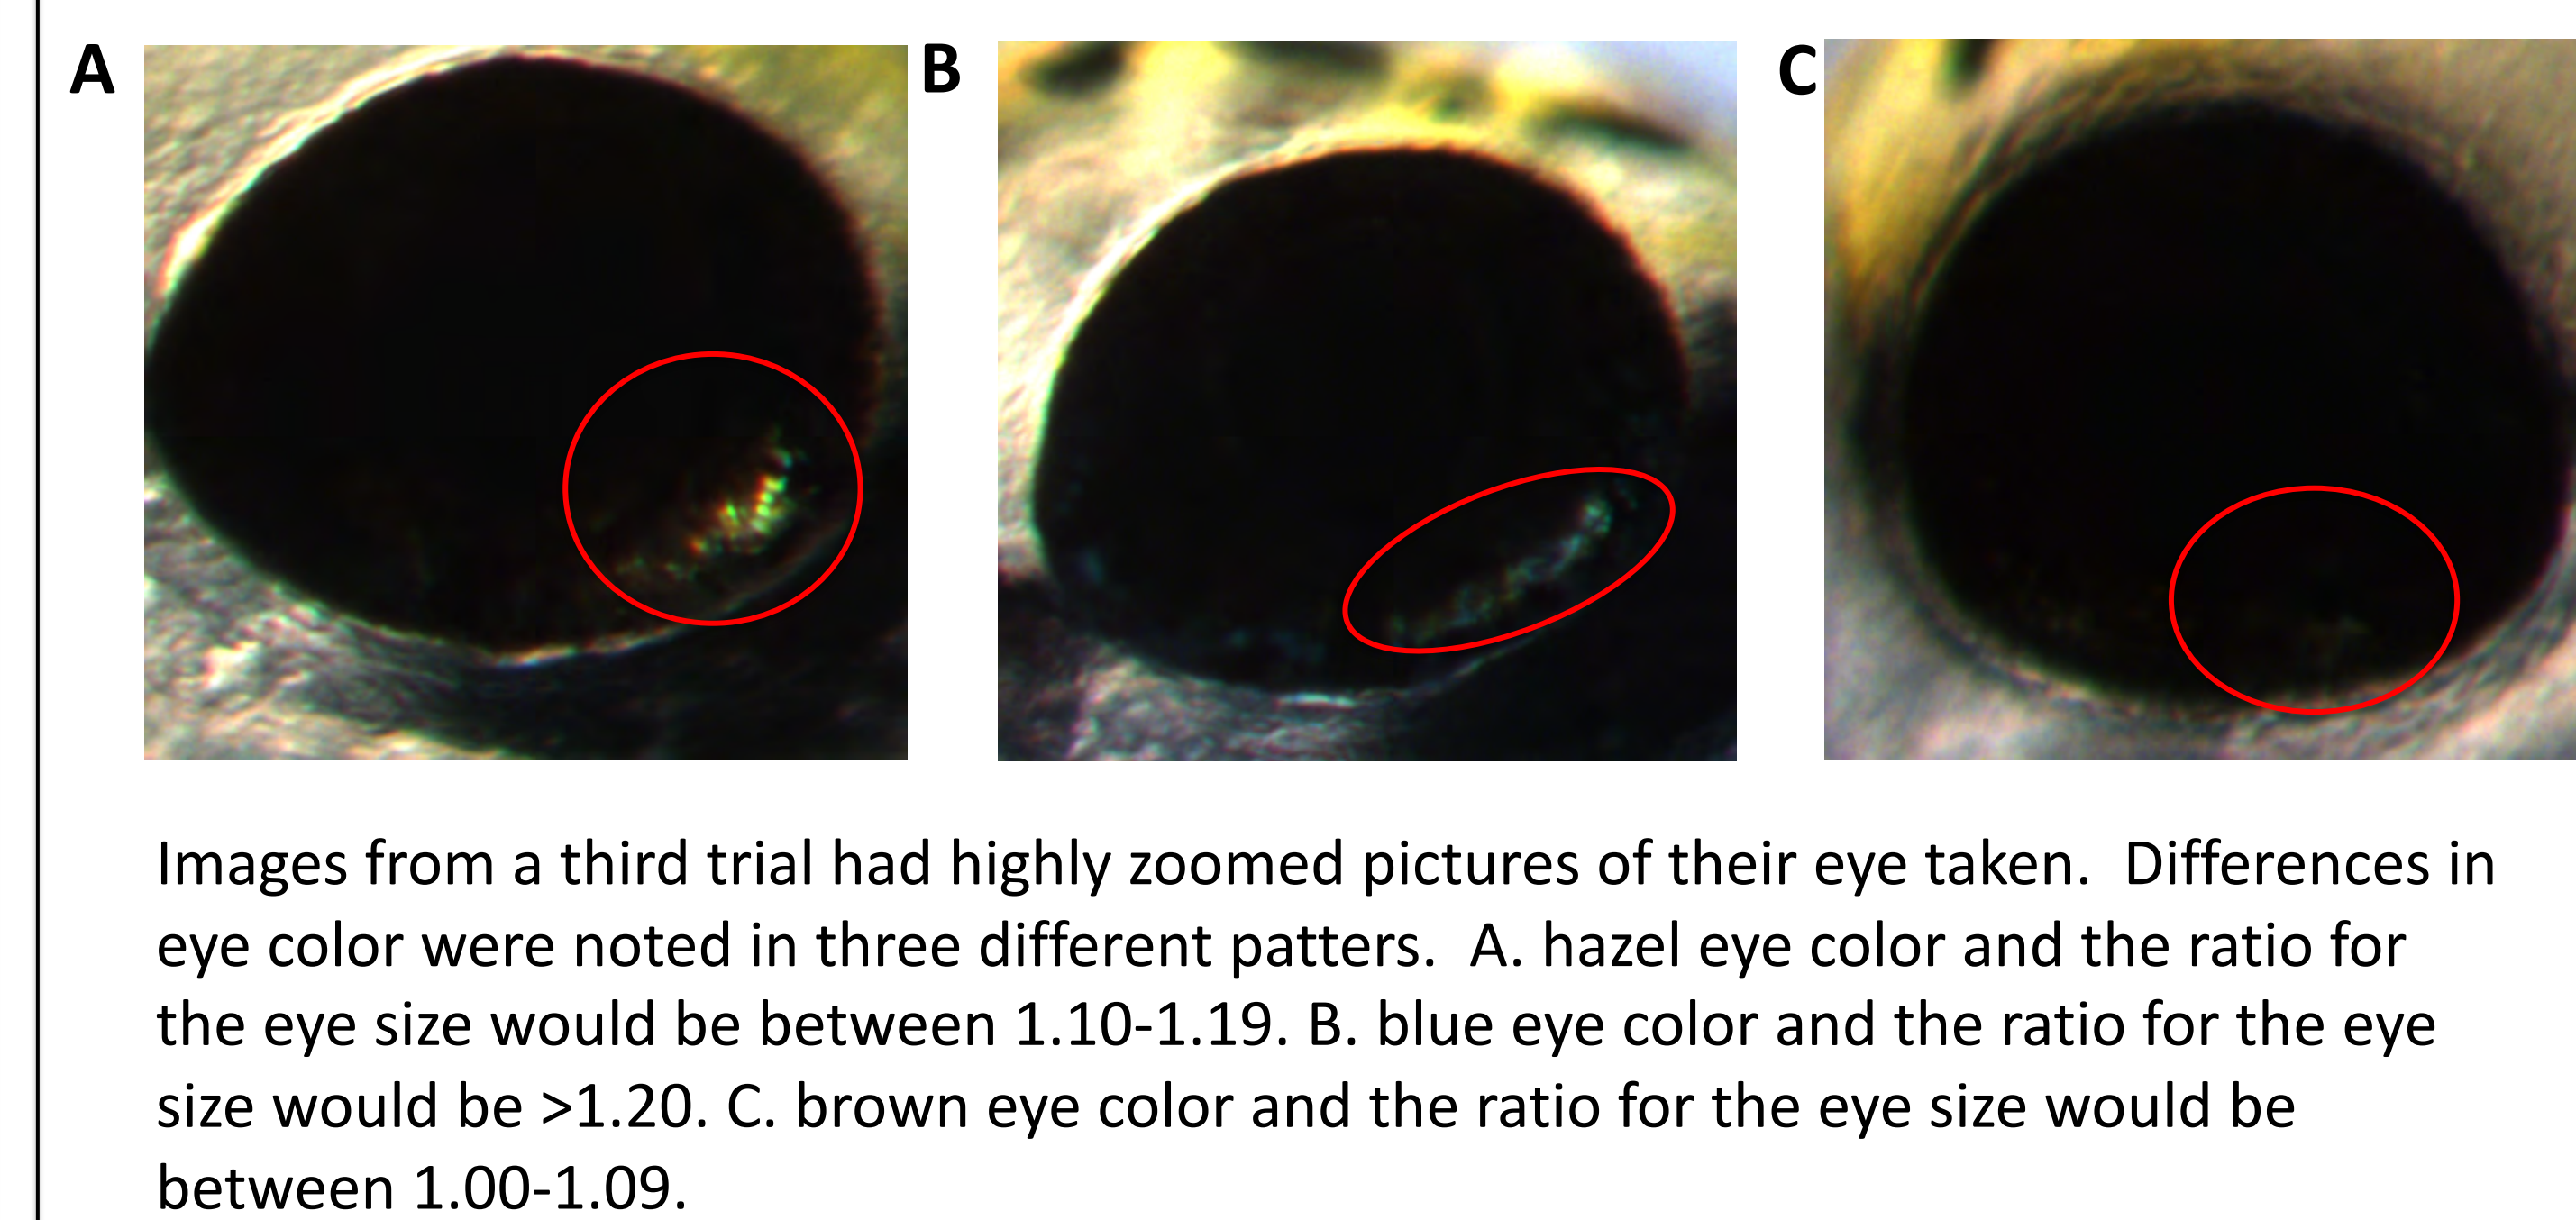 A B C
Images from a third trial had highly zoomed pictures of their eye taken.  Differences in
eye color were noted in three different patters.  A. hazel eye color and the ratio for
the eye size would be between 1.10-1.19. B. blue eye color and the ratio for the eye
size would be >1.20. C. brown eye color and the ratio for the eye size would be
between 1.00-1.09.